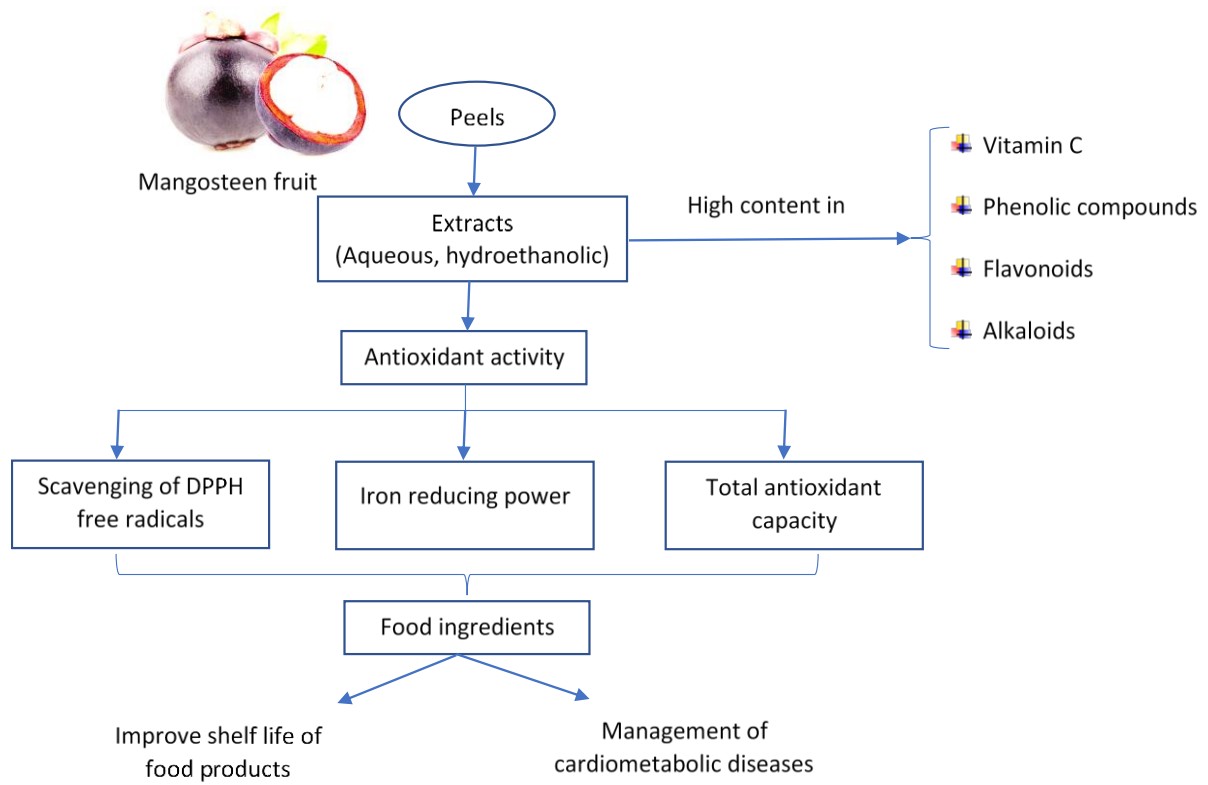 Peels
Mangosteen fruit
Extracts
(Aqueous, hydroethanolic)
High content in
Vitamin C
Phenolic compounds
Flavonoids
Alkaloids
Antioxidant activity
Scavenging of DPPH
free radicals
Iron reducing power
Total antioxidant
capacity
Food ingredients
Improve shelf life of
food products
Management of
cardiometabolic diseases